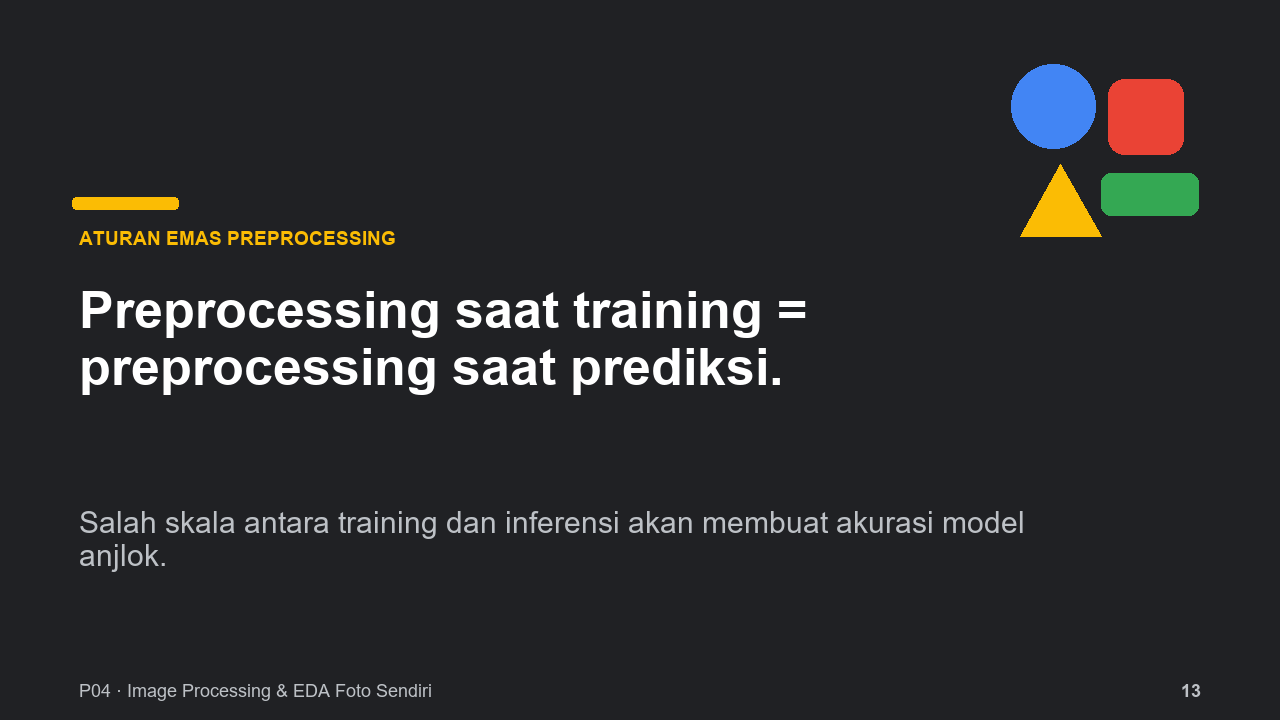 ATURAN EMAS PREPROCESSING
Preprocessing saat training =
preprocessing saat prediksi.
Salah skala antara training dan inferensi akan membuat akurasi model
anjlok.
P04 · Image Processing & EDA Foto Sendiri
13